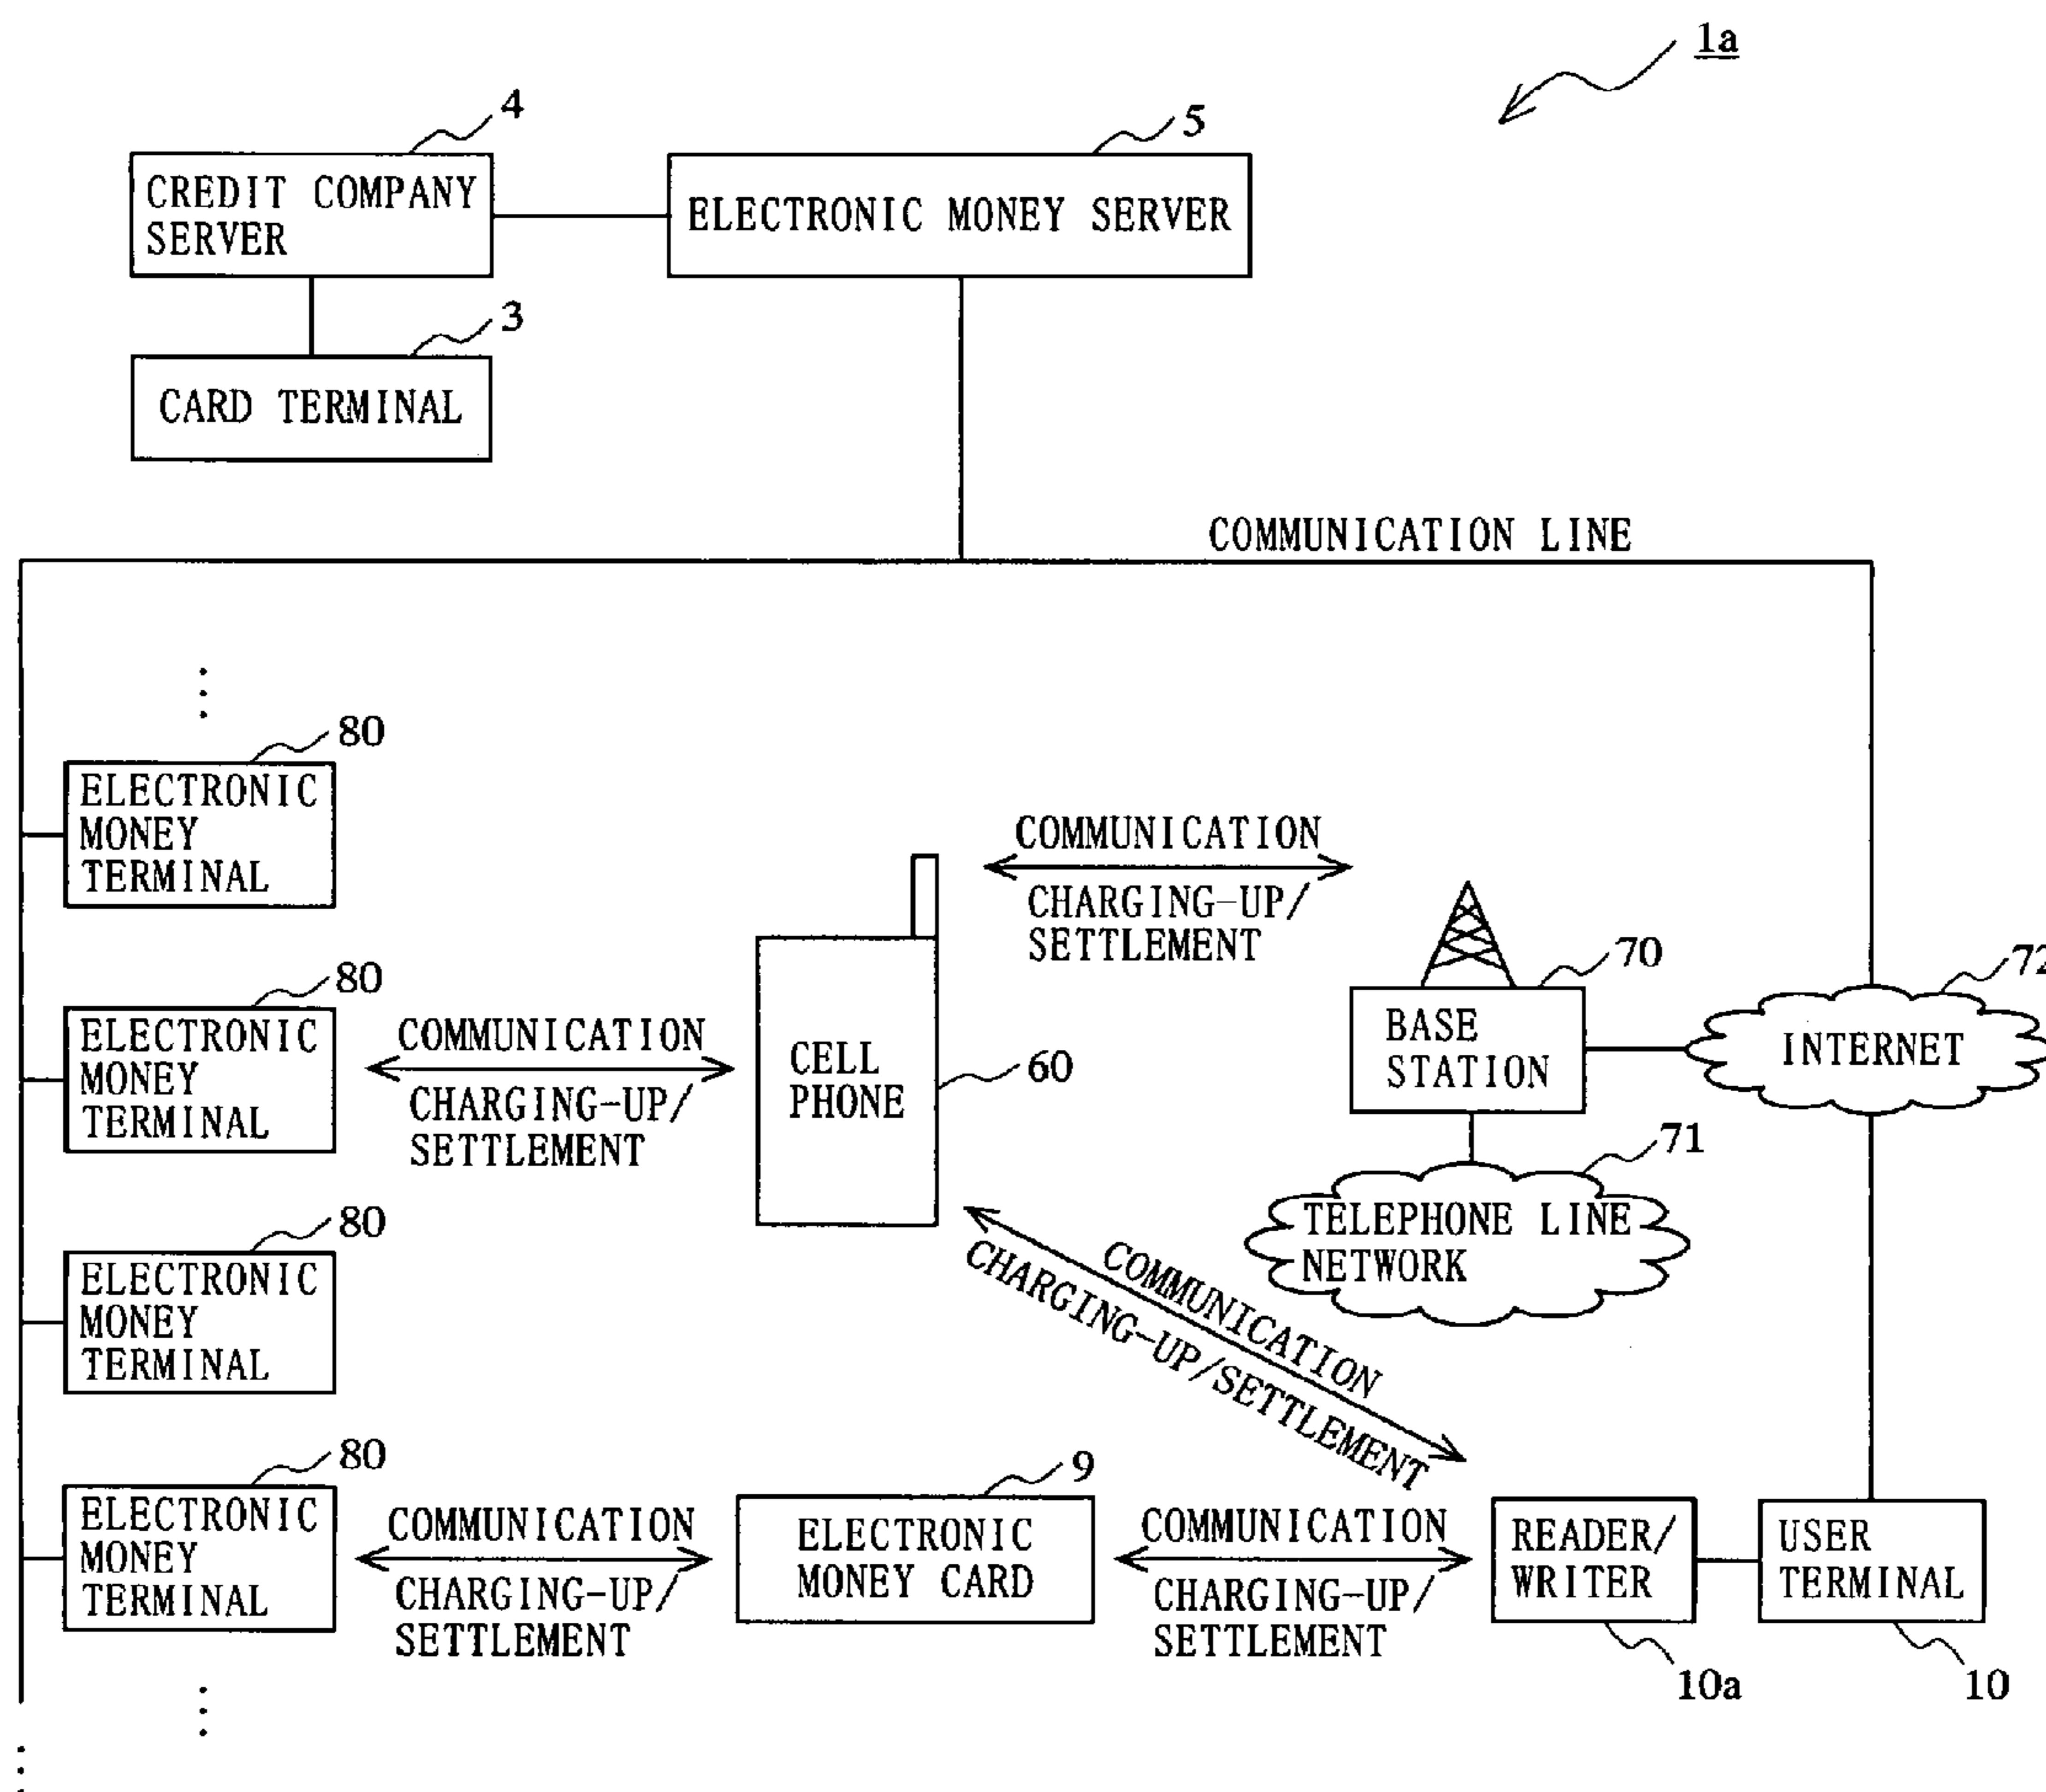 1a
4
5
CREDIT COMPANY
SERVER
ELECTRONIC MONEY SERVER
3
CARD TERMINAL
COMMUNICATION LINE
80
ELECTRONIC
MONEY
TERMINAL
COMMUNICATION
CHARGING-UP/
SETTLEMENT
80
ELECTRONIC
MONEY
TERMINAL
COMMUNICATION
CHARGING-UP/
SETTLEMENT
CELL
PHONE
60
70
BASE
STATION
72
INTERNET
71
TELEPHONE LINE
NETWORK
80
ELECTRONIC
MONEY
TERMINAL
COMMUNICATION
CHARGING-UP/SETTLEMENT
80
ELECTRONIC
MONEY
TERMINAL
COMMUNICATION
CHARGING-UP/
SETTLEMENT
9
ELECTRONIC
MONEY CARD
COMMUNICATION
CHARGING-UP/
SETTLEMENT
READER/
WRITER
10a
USER
TERMINAL
10